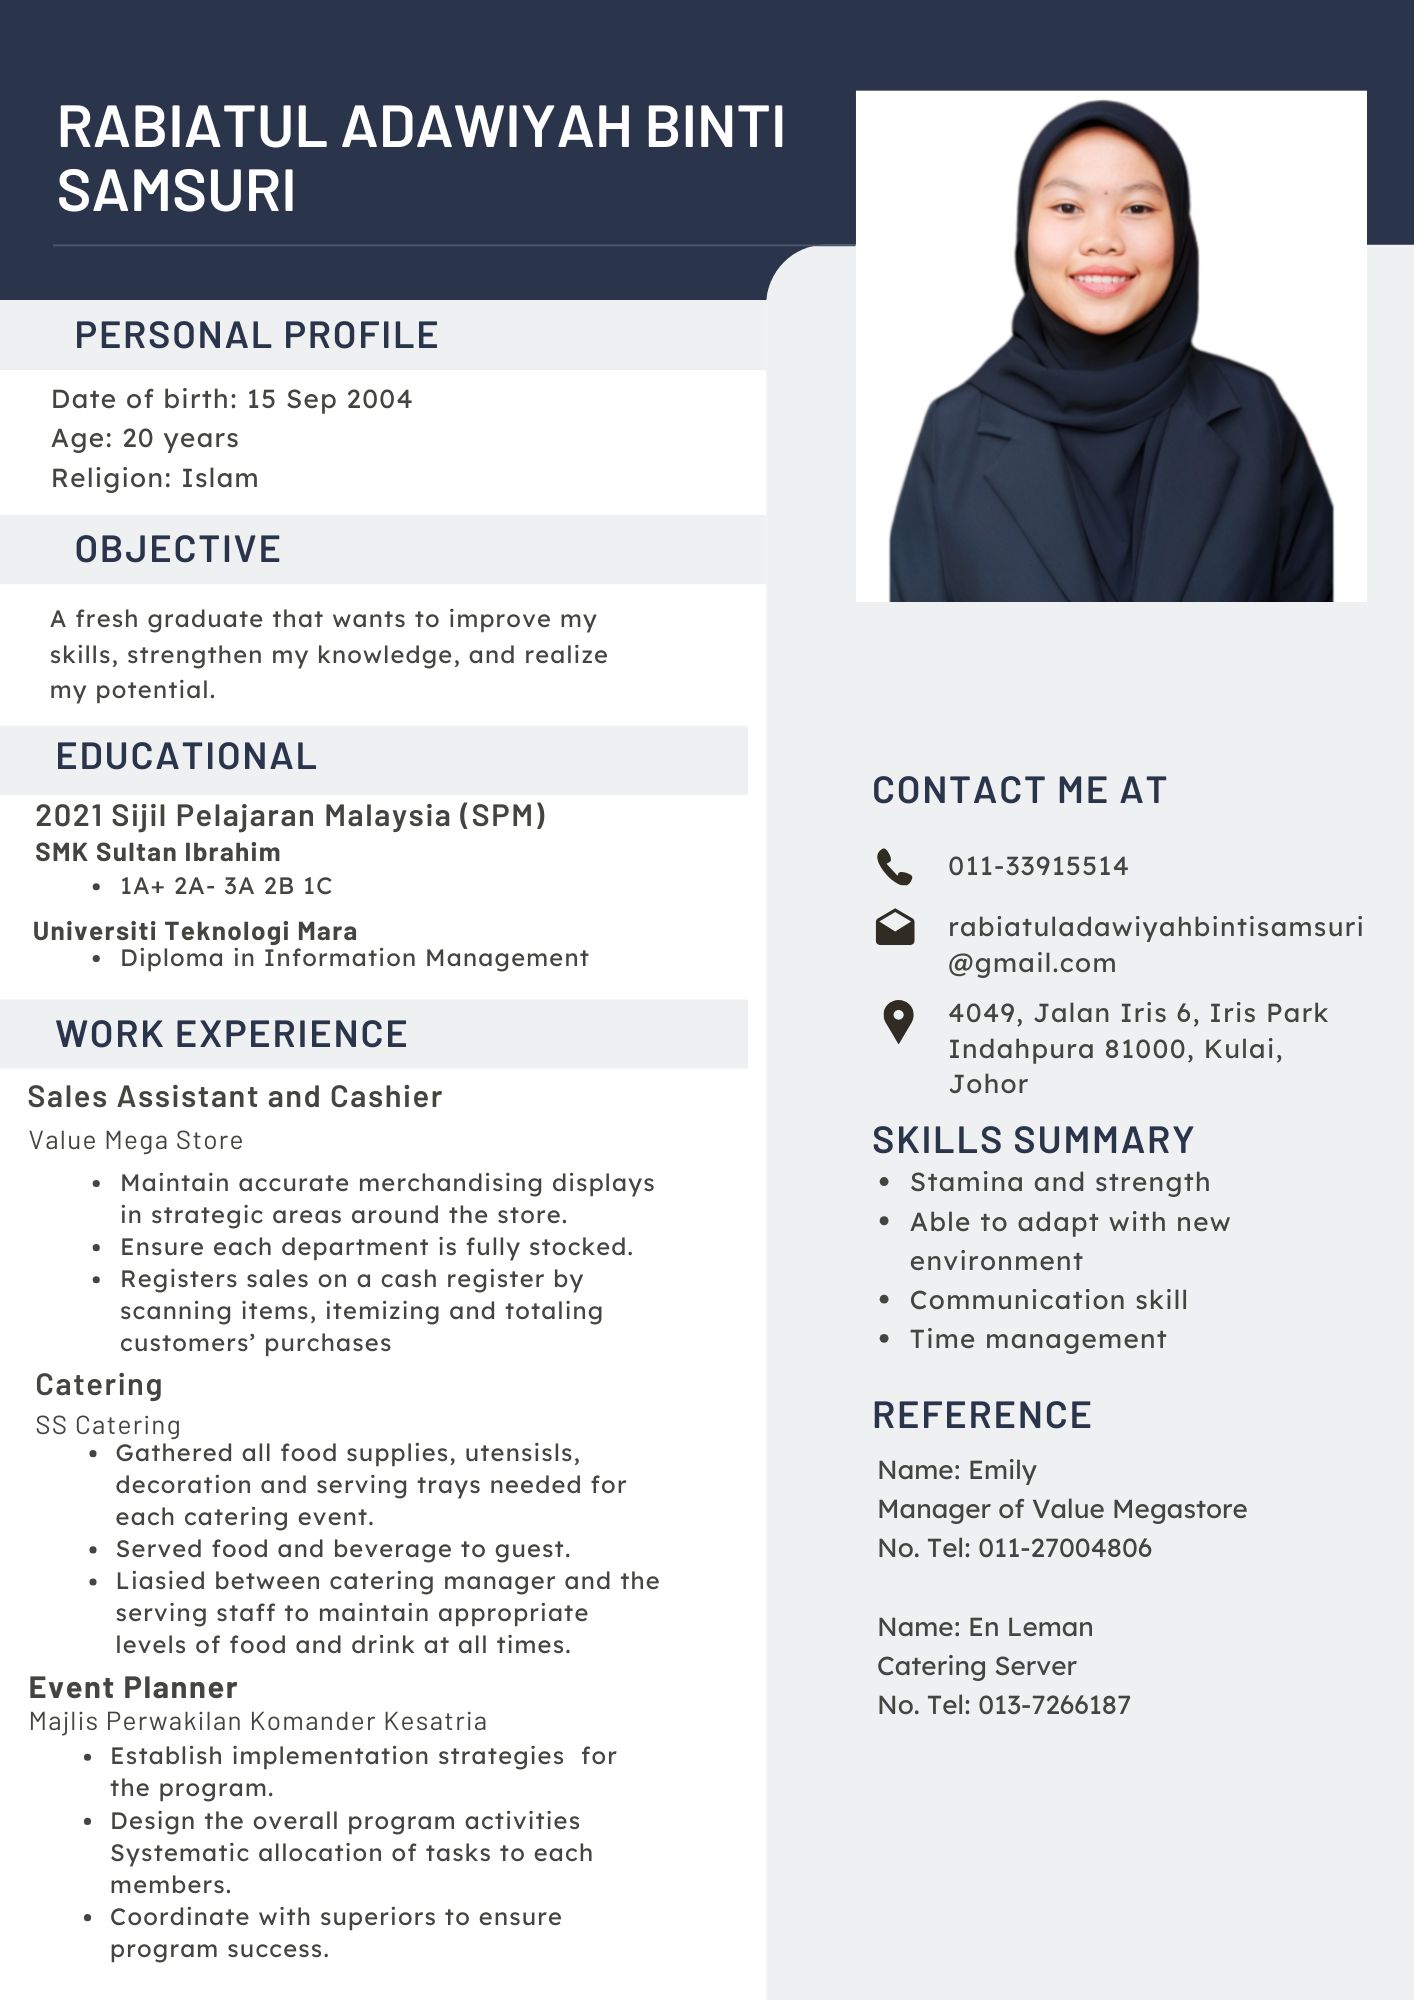 RABIATUL ADAWIYAH BINTI
SAMSURI
PERSONAL PROFILE
Date of birth: 15 Sep 2004
Age: 20 years
Religion: Islam
OBJECTIVE
A fresh graduate that wants to improve my
skills, strengthen my knowledge, and realize
my potential.
EDUCATIONAL
2021 Sijil Pelajaran Malaysia (SPM)
SMK Sultan Ibrahim
• 1A+ 2A- 3A 2B 1C
Universiti Teknologi Mara
• Diploma in Information Management
WORK EXPERIENCE
Sales Assistant and Cashier
Value Mega Store
• Maintain accurate merchandising displays
in strategic areas around the store.
• Ensure each department is fully stocked.
• Registers sales on a cash register by
scanning items, itemizing and totaling
customers’ purchases
Catering
SS Catering
• Gathered all food supplies, utensisls,
decoration and serving trays needed for
each catering event.
• Served food and beverage to guest.
• Liasied between catering manager and the
serving staff to maintain appropriate
levels of food and drink at all times.
Event Planner
Majlis Perwakilan Komander Kesatria
• Establish implementation strategies  for
the program.
• Design the overall program activities
Systematic allocation of tasks to each
members.
• Coordinate with superiors to ensure
program success.
CONTACT ME AT
011-33915514
rabiatuladawiyahbintisamsuri
@gmail.com
4049, Jalan Iris 6, Iris Park
Indahpura 81000, Kulai,
Johor
SKILLS SUMMARY
• Stamina and strength
• Able to adapt with new
environment
• Communication skill
• Time management
REFERENCE
Name: Emily
Manager of Value Megastore
No. Tel: 011-27004806
Name: En Leman
Catering Server
No. Tel: 013-7266187